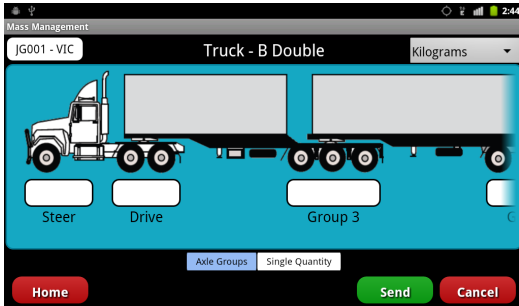 2:44
Mass Management
JG001 - VIC
Truck - B Double
Kilograms
Steer
Drive
Group 3
G
Axle Groups
Single Quantity
Home
Send
Cancel